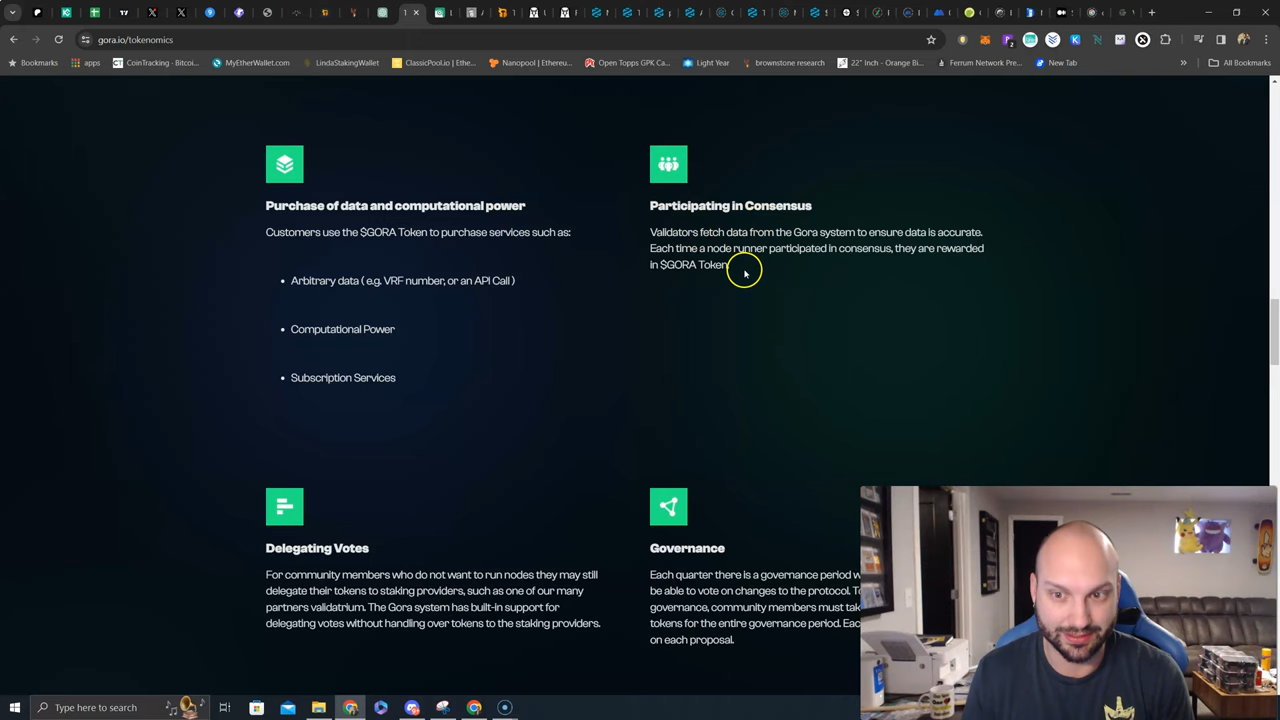 gora.io/tokenomics
Bookmarks
apps
CoinTracking - Bitcoi...
MyEtherWallet.com
LindaStakingWallet
ClassicPool.io | Ethe...
Nanopool | Ethereu...
Open Topps GPK Ca...
Light Year
brownstone research
22" Inch - Orange Bi...
Ferrum Network Pre...
New Tab
All Bookmarks
Purchase of data and computational power
Customers use the $GORA Token to purchase services such as:
• Arbitrary data ( e.g. VRF number, or an API Call )
• Computational Power
• Subscription Services
Participating in Consensus
Validators fetch data from the Gora system to ensure data is accurate.
Each time a node runner participated in consensus, they are rewarded
in $GORA Token.
Delegating Votes
For community members who do not want to run nodes they may still
delegate their tokens to staking providers, such as one of our many
partners validatrium. The Gora system has built-in support for
delegating votes without handling over tokens to the staking providers.
Governance
Each quarter there is a governance period
be able to vote on changes to the protocol.
governance, community members must
tokens for the entire governance period.
on each proposal.
Type here to search